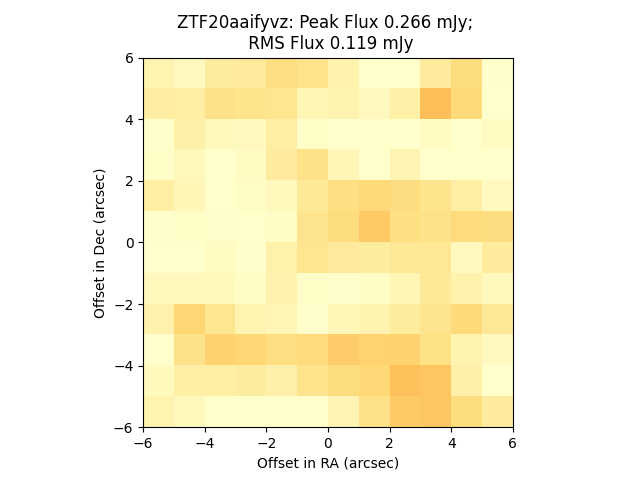 ZTF20aaifyvz: Peak Flux 0.266 mJy;
RMS Flux 0.119 mJy
6
4
2
0
−2
−4
−6
Offset in Dec (arcsec)
−6 −4 −2 0 2 4 6
Offset in RA (arcsec)